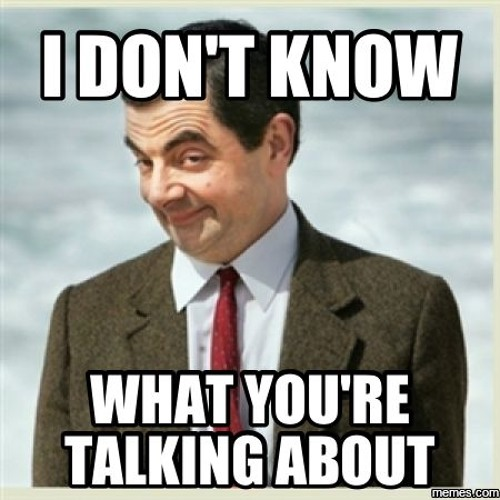 I DON'T KNOW
WHAT YOU'RE
TALKING ABOUT
memes.com